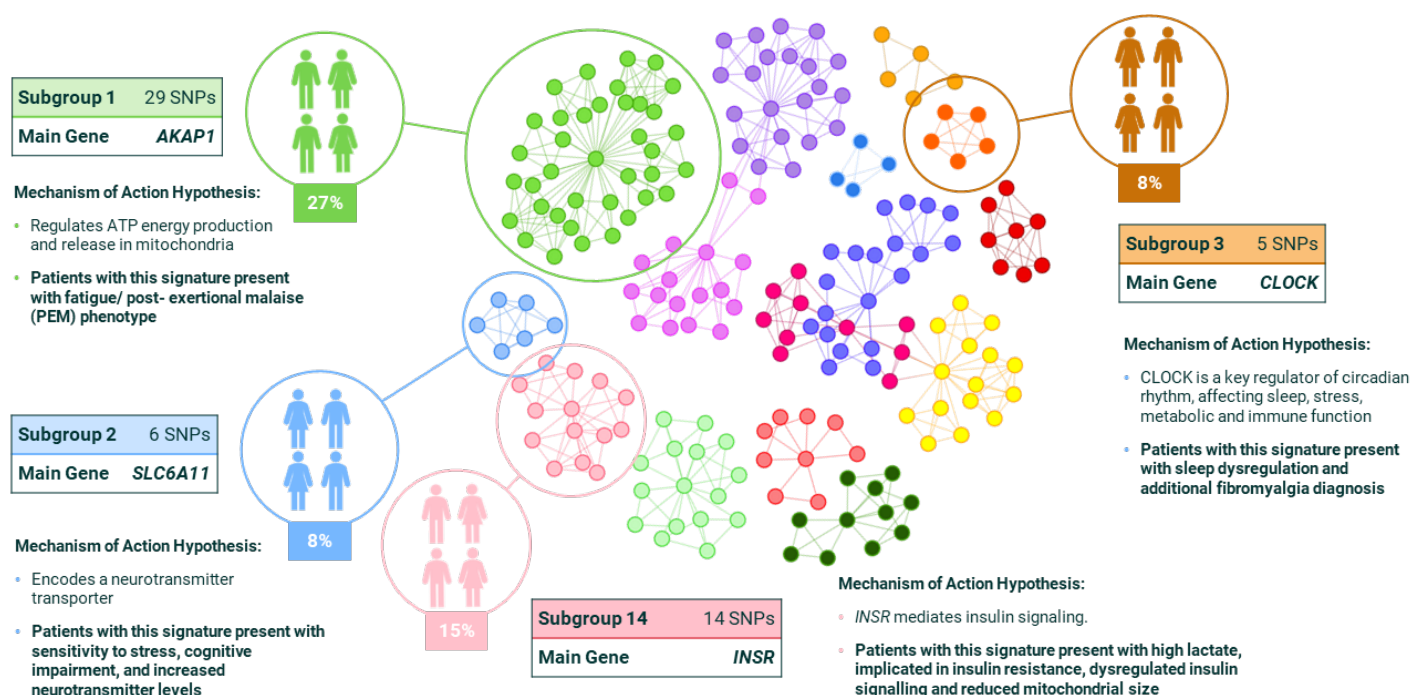 Subgroup 1 29 SNPs
Main Gene AKAP1
27%
Mechanism of Action Hypothesis:
• Regulates ATP energy production
and release in mitochondria
• Patients with this signature present
with fatigue/ post- exertional malaise
(PEM) phenotype
Subgroup 2 6 SNPs
Main Gene SLC6A11
8%
Mechanism of Action Hypothesis:
• Encodes a neurotransmitter
transporter
• Patients with this signature present with
sensitivity to stress, cognitive
impairment, and increased
neurotransmitter levels
15%
Subgroup 14 14 SNPs
Main Gene INSR
Mechanism of Action Hypothesis:
• INSR mediates insulin signaling.
• Patients with this signature present with high lactate,
implicated in insulin resistance, dysregulated insulin
signalling and reduced mitochondrial size
8%
Subgroup 3 5 SNPs
Main Gene CLOCK
Mechanism of Action Hypothesis:
• CLOCK is a key regulator of circadian
rhythm, affecting sleep, stress,
metabolic and immune function
• Patients with this signature present
with sleep dysregulation and
additional fibromyalgia diagnosis